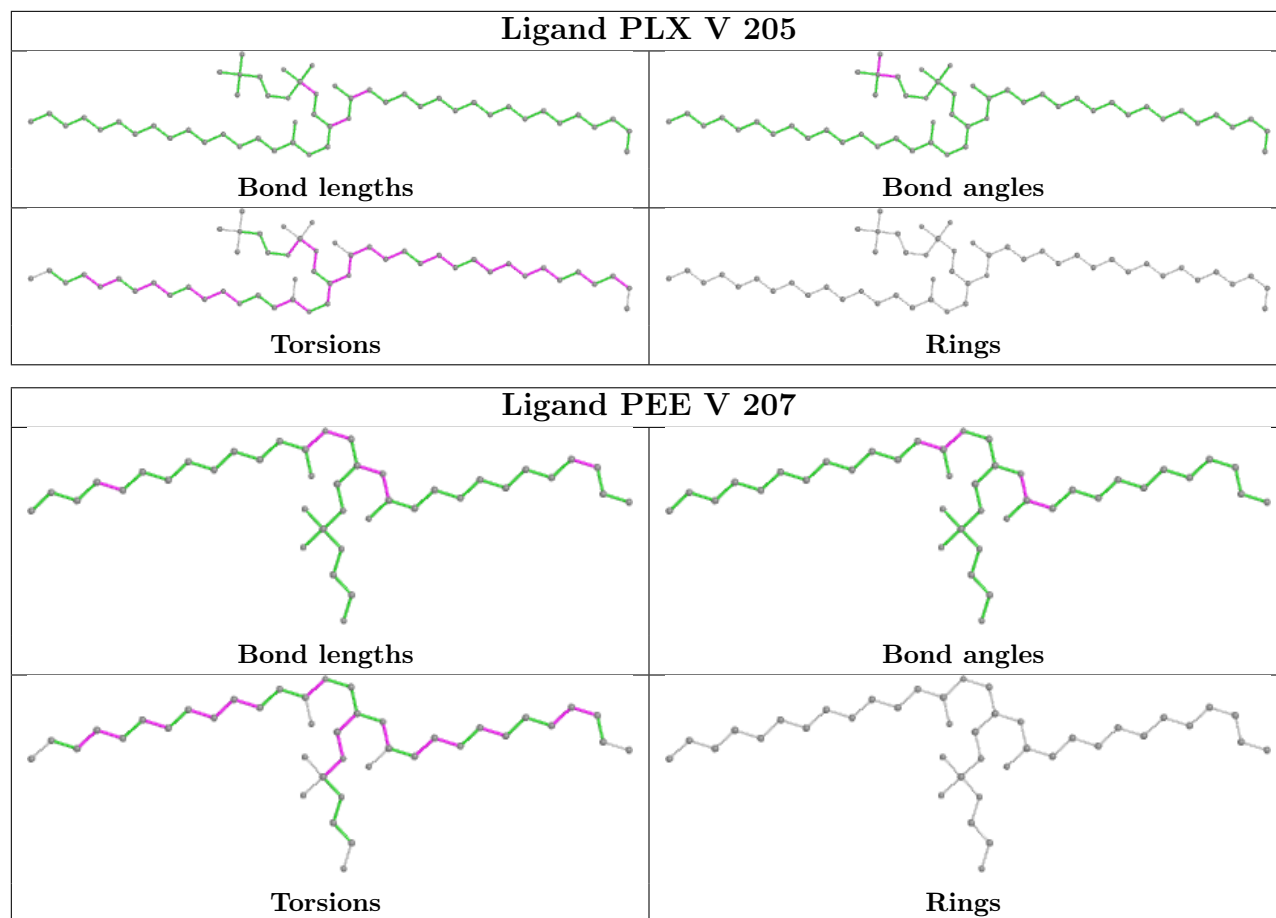 Ligand PLX V 205
Bond lengths
Bond angles
Torsions
Rings
Ligand PEE V 207
Bond lengths
Bond angles
Torsions
Rings